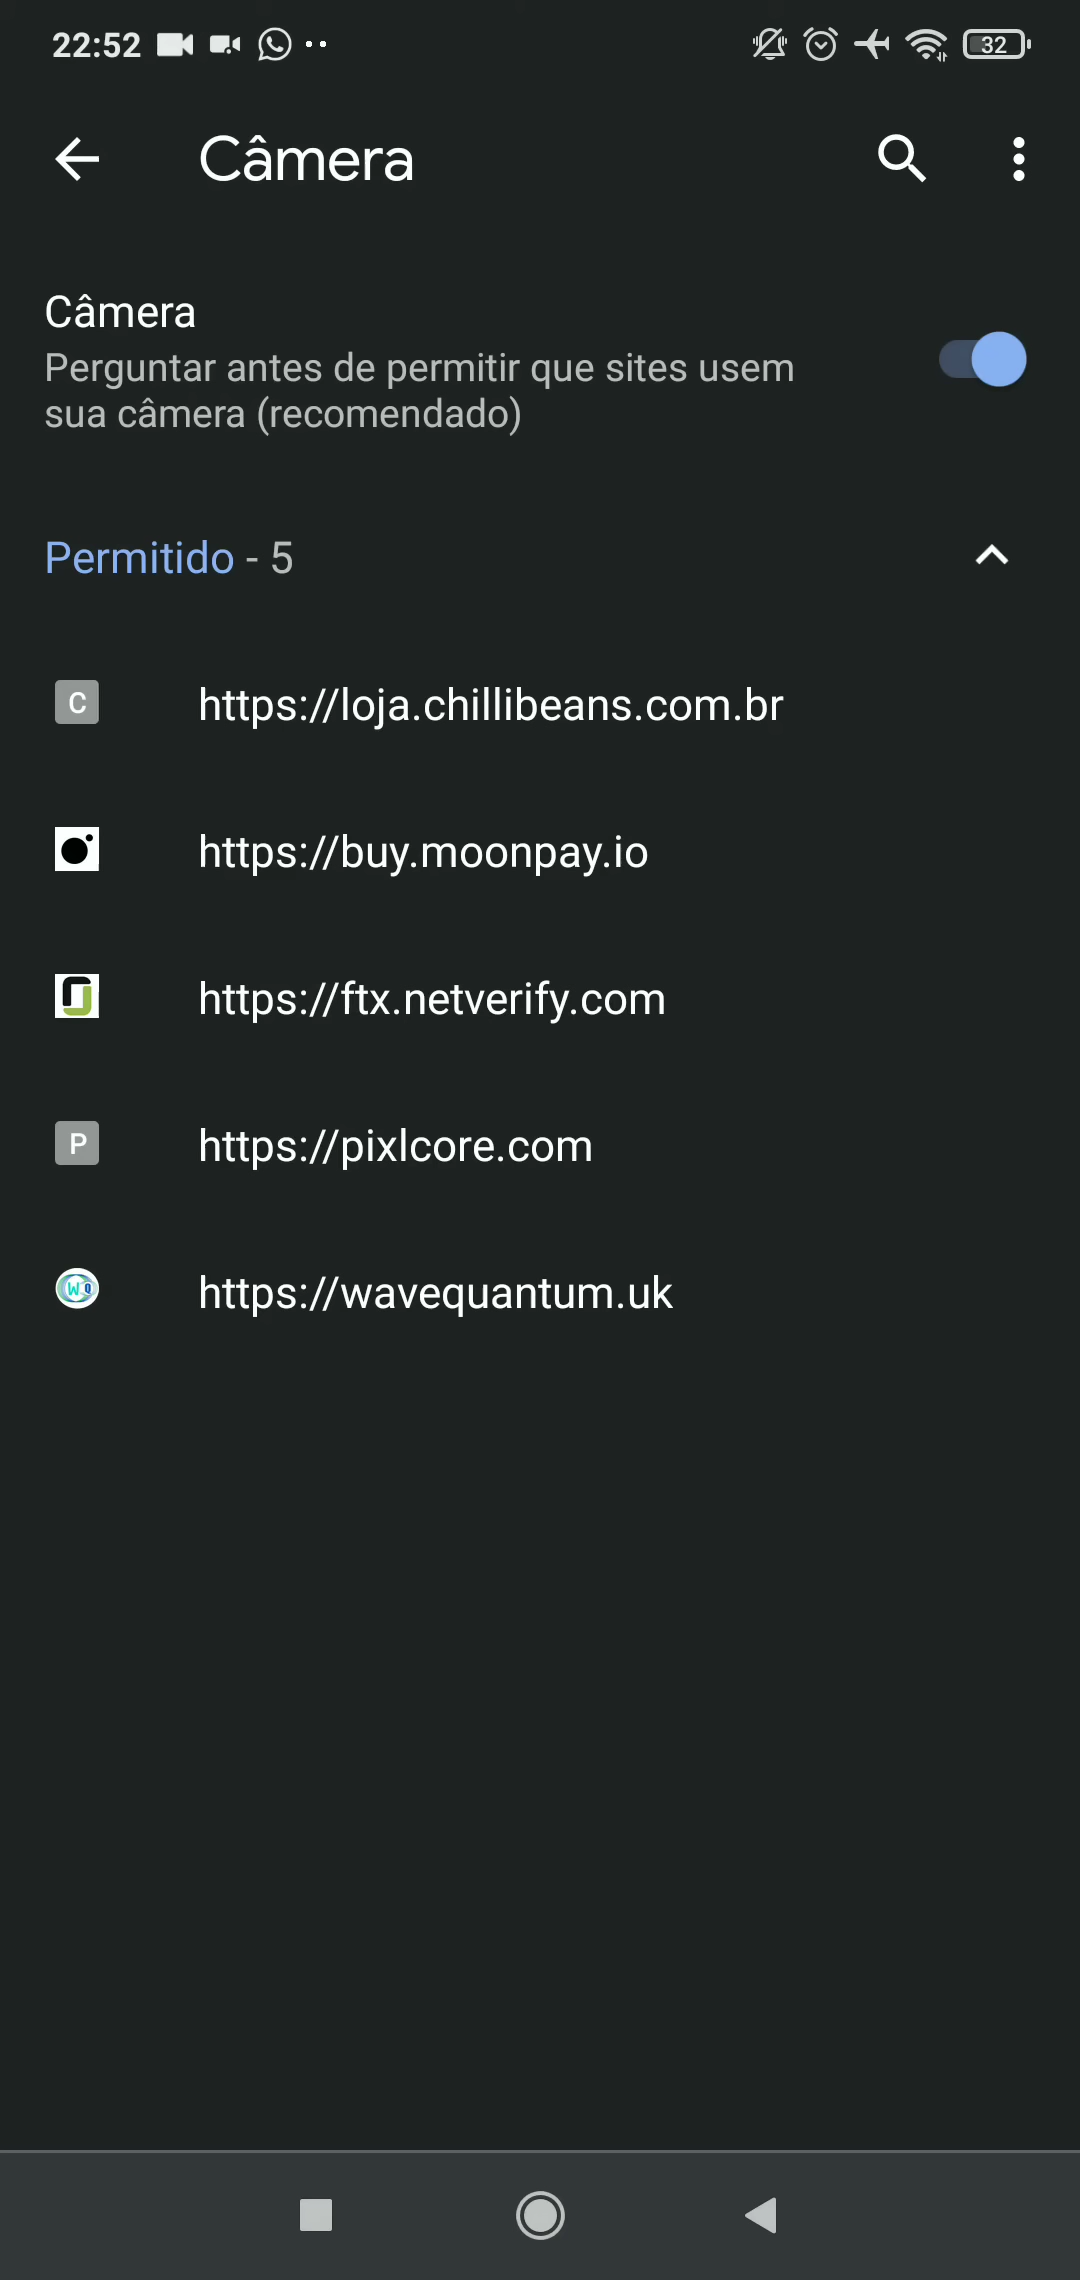 22:52
32
Câmera
Câmera
Perguntar antes de permitir que sites usem
sua câmera (recomendado)
Permitido - 5
C
https://loja.chillibeans.com.br
https://buy.moonpay.io
https://ftx.netverify.com
P
https://pixlcore.com
WQ
https://wavequantum.uk